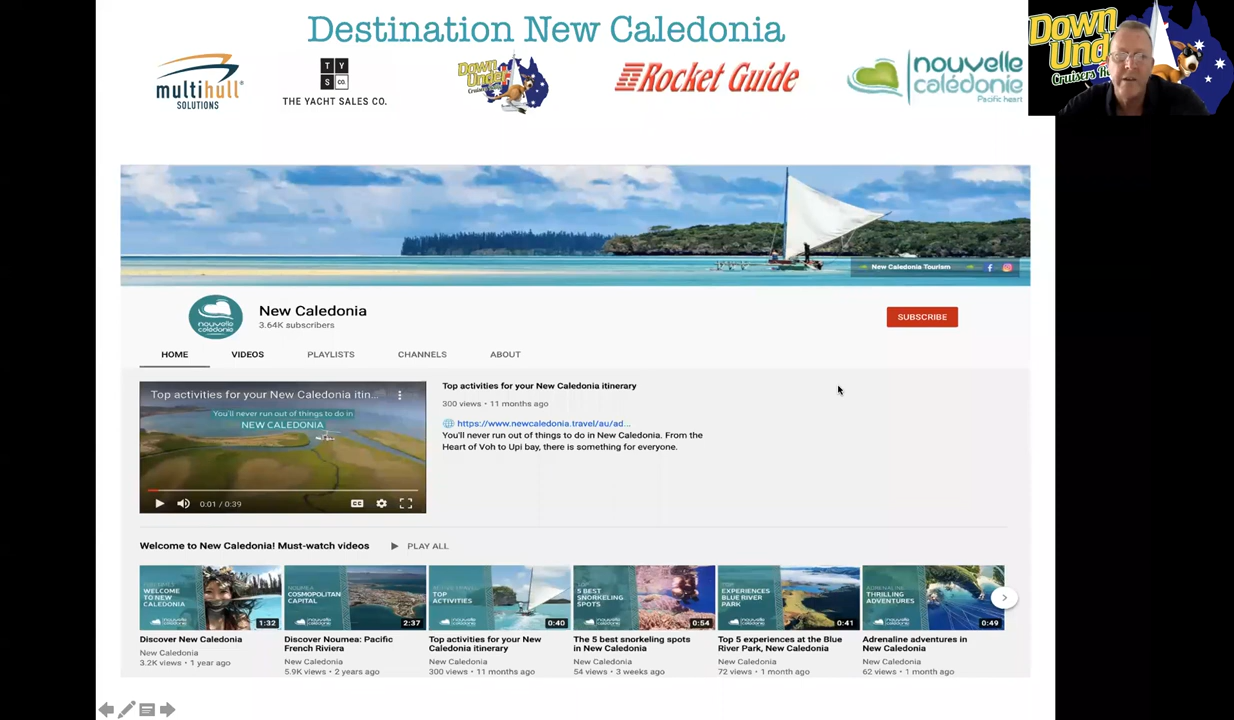 Destination New Caledonia
multihull
SOLUTIONS
T Y
S CO.
THE YACHT SALES CO.
Down
Under
Rocket Guide
nouvelle
calédonie
Pacific heart
Down
Under
Cruisers
New Caledonia Tourism
nouvelle
calédonie
New Caledonia
3.64K subscribers
SUBSCRIBE
HOME
VIDEOS
PLAYLISTS
CHANNELS
ABOUT
Top activities for your New Caledonia itin...
You'll never run out of things to do in
NEW CALEDONIA
0:01 / 0:39
CC
Top activities for your New Caledonia itinerary
300 views • 11 months ago
https://www.newcaledonia.travel/au/ad...
You'll never run out of things to do in New Caledonia. From the
Heart of Voh to Upi bay, there is something for everyone.
Welcome to New Caledonia! Must-watch videos
PLAY ALL
WELCOME
TO NEW
CALEDONIA
1:32
Discover New Caledonia
New Caledonia
3.2K views • 1 year ago
COSMOPOLITAN
CAPITAL
2:37
Discover Noumea: Pacific
French Riviera
New Caledonia
5.9K views • 2 years ago
TOP
ACTIVITIES
0:40
Top activities for your New
Caledonia itinerary
New Caledonia
300 views • 11 months ago
5 BEST
SNORKELING
SPOTS
0:54
The 5 best snorkeling spots
in New Caledonia
New Caledonia
54 views • 3 weeks ago
EXPERIENCES
BLUE RIVER
PARK
0:41
Top 5 experiences at the Blue
River Park, New Caledonia
New Caledonia
72 views • 1 month ago
ADRENALINE
THRILLING
ADVENTURES
0:49
Adrenaline adventures in
New Caledonia
New Caledonia
62 views • 1 month ago